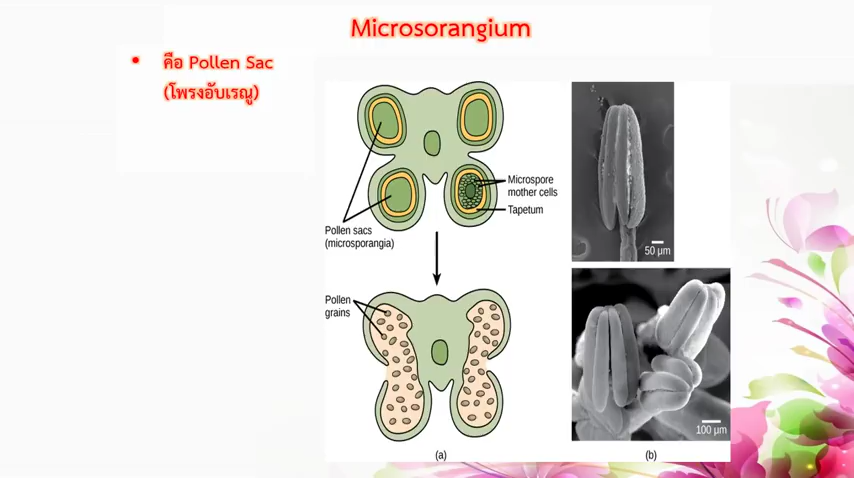 Microsorangium
• คือ Pollen Sac
(โพรงอับเรณู)
Microspore
mother cells
Tapetum
Pollen sacs
(microsporangia)
50 µm
Pollen
grains
100 µm
(a)
(b)